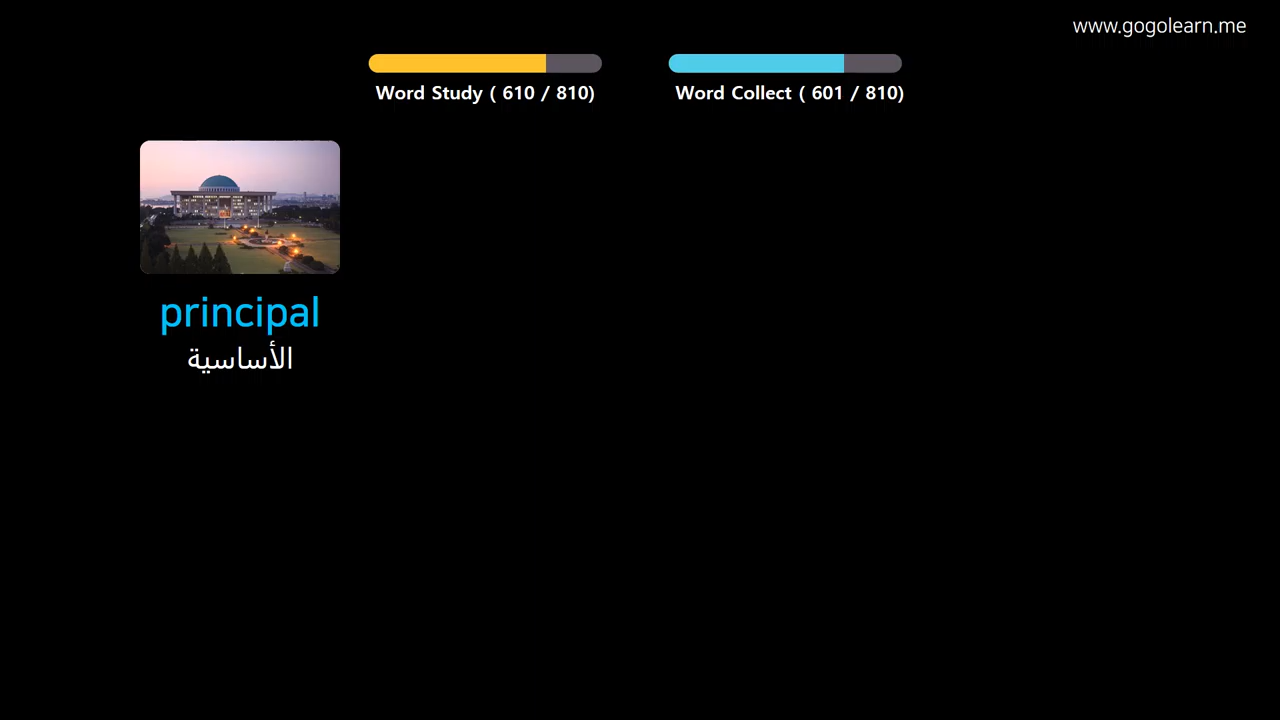 www.gogolearn.me
Word Study ( 610 / 810)
Word Collect ( 601 / 810)
principal
الأساسية